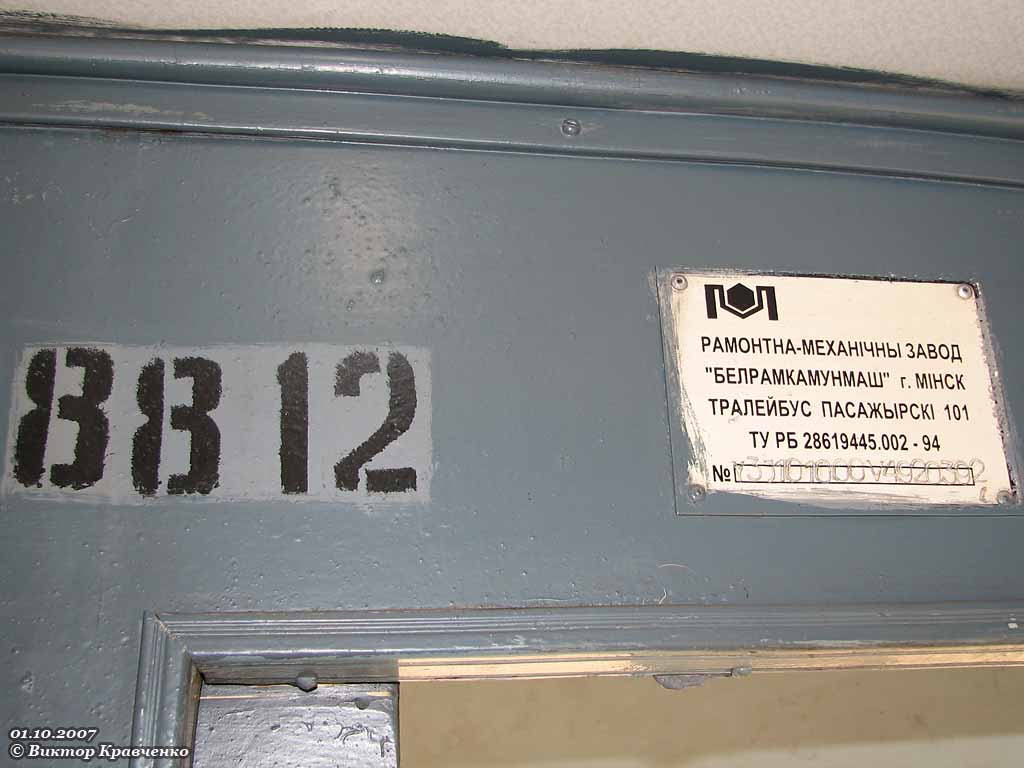 8812
РАМОНТНА-МЕХАНІЧНЫ ЗАВОД
"БЕЛРАМКАМУНМАШ" г. МІНСК
ТРАЛЕЙБУС ПАСАЖЫРСКІ 101
ТУ РБ 28619445.002 - 94
№
01.10.2007
© Виктор Кравченко